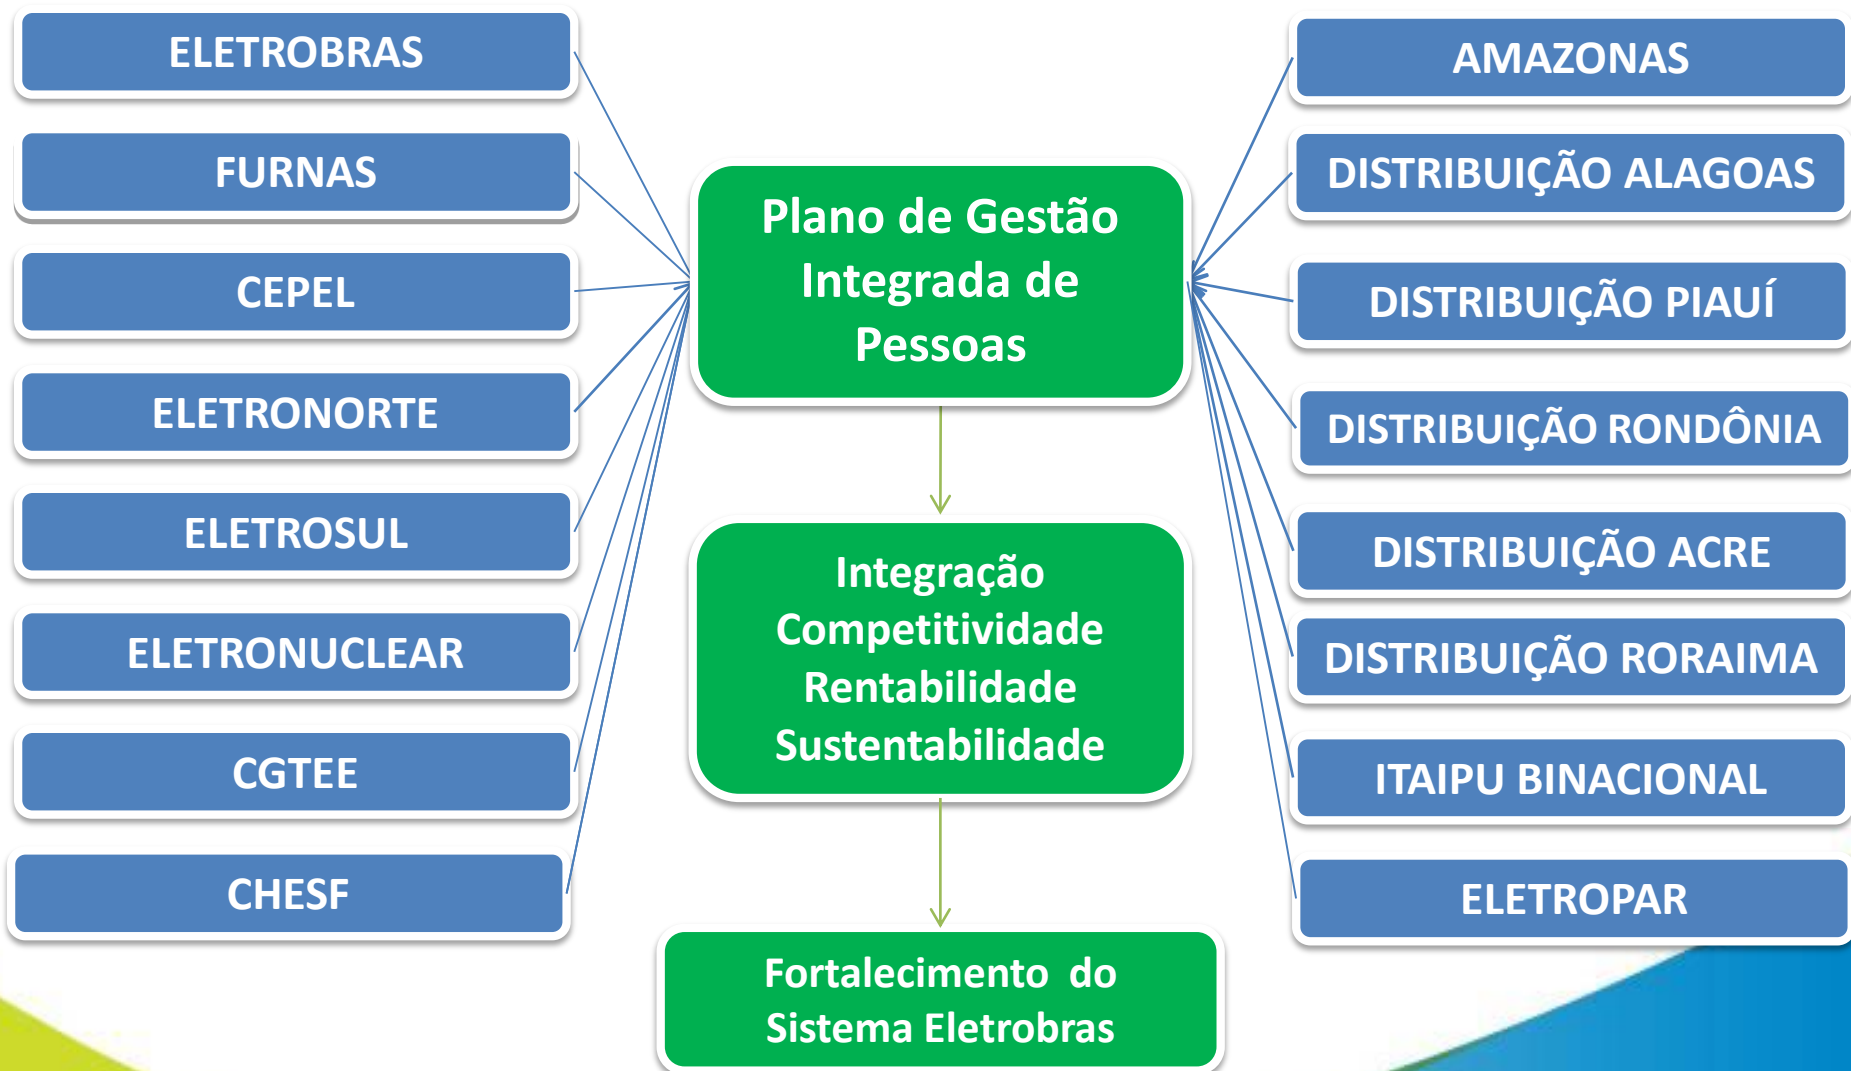 ELETROBRAS
FURNAS
CEPEL
ELETRONORTE
ELETROSUL
ELETRONUCLEAR
CGTEE
CHESF
Plano de Gestão
Integrada de
Pessoas
Integração
Competitividade
Rentabilidade
Sustentabilidade
Fortalecimento do
Sistema Eletrobras
AMAZONAS
DISTRIBUIÇÃO ALAGOAS
DISTRIBUIÇÃO PIAUÍ
DISTRIBUIÇÃO RONDÔNIA
DISTRIBUIÇÃO ACRE
DISTRIBUIÇÃO RORAIMA
ITAIPU BINACIONAL
ELETROPAR